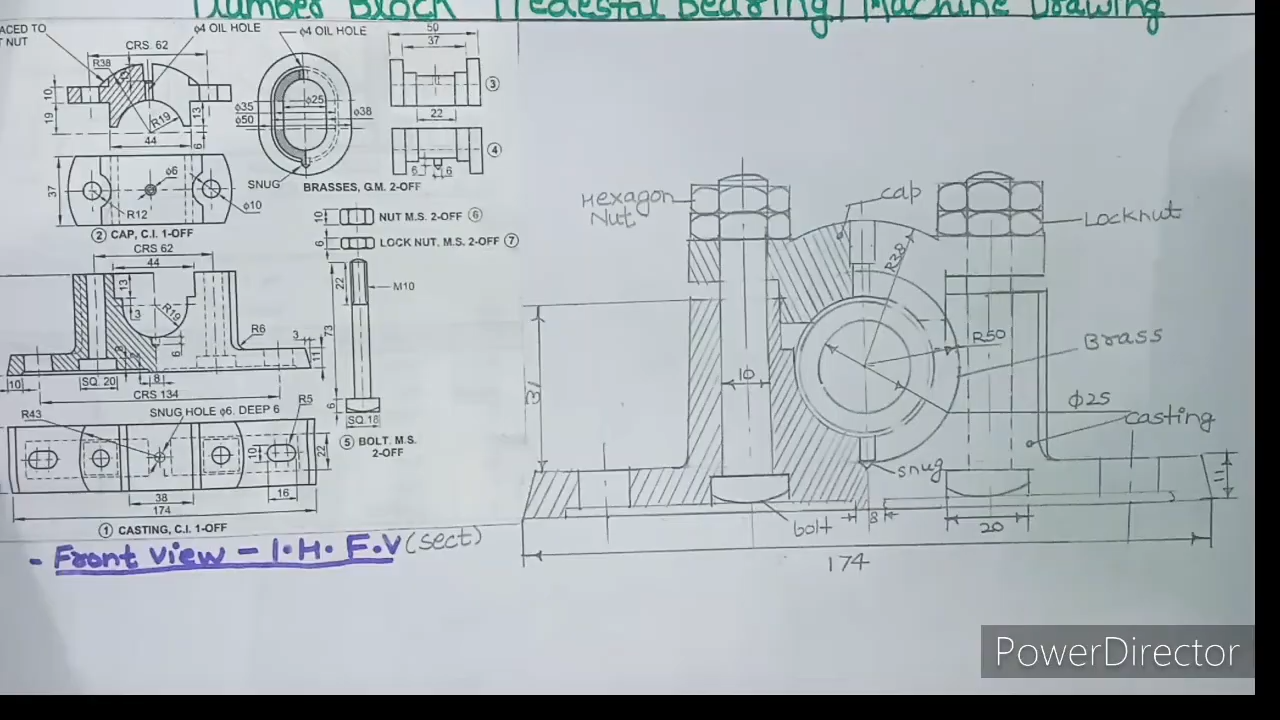 Plumber Block | Pedestal Bearing | Machine Drawing
ACED TO
NUT
CRS. 62
ϕ4 OIL HOLE
R38
10
19
R19
13
44
6
37
ϕ6
R12
ϕ10
② CAP, C.I. 1-OFF
ϕ4 OIL HOLE
ϕ25
ϕ35
ϕ50
ϕ38
SNUG
BRASSES, G.M. 2-OFF
50
37
③
22
④
6
6
10
NUT M.S. 2-OFF ⑥
6
LOCK NUT. M.S. 2-OFF ⑦
22
M10
73
6
SQ. 18
⑤ BOLT. M.S.
2-OFF
CRS 62
44
13
3
R19
6
R6
3
11
10
SQ. 20
8
CRS 134
R43
SNUG HOLE ϕ6. DEEP 6
R5
10
22
16
38
174
① CASTING, C.I. 1-OFF
- Front View - I.H.F.V (sect)
Hexagon
Nut
cap
Locknut
R38
R50
Brass
ϕ25
casting
10
snug
bolt
8
20
11
174
PowerDirector